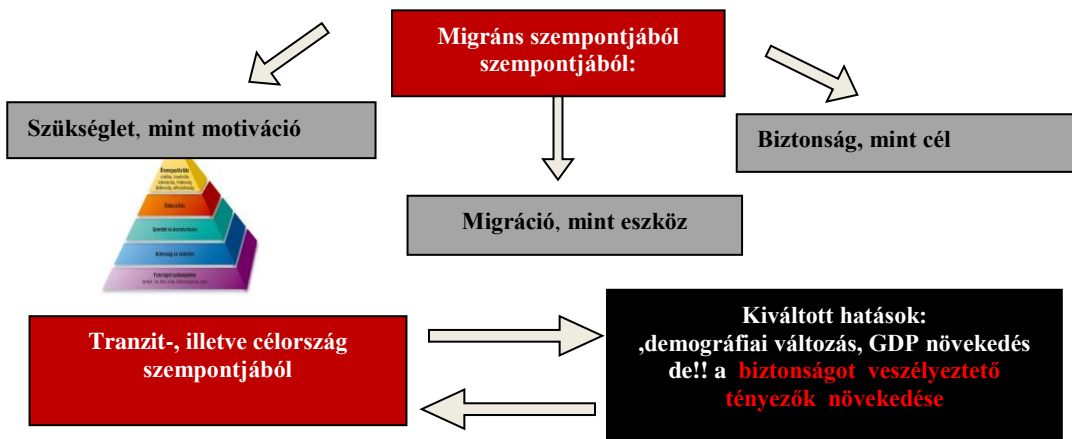 Migráns szempontjából
szempontjából:
Szükséglet, mint motiváció
Biztonság, mint cél
Migráció, mint eszköz
Tranzit-, illetve célország
szempontjából
Kiváltott hatások:
,demográfiai változás, GDP növekedés
de!! a biztonságot veszélyeztető
tényezők növekedése